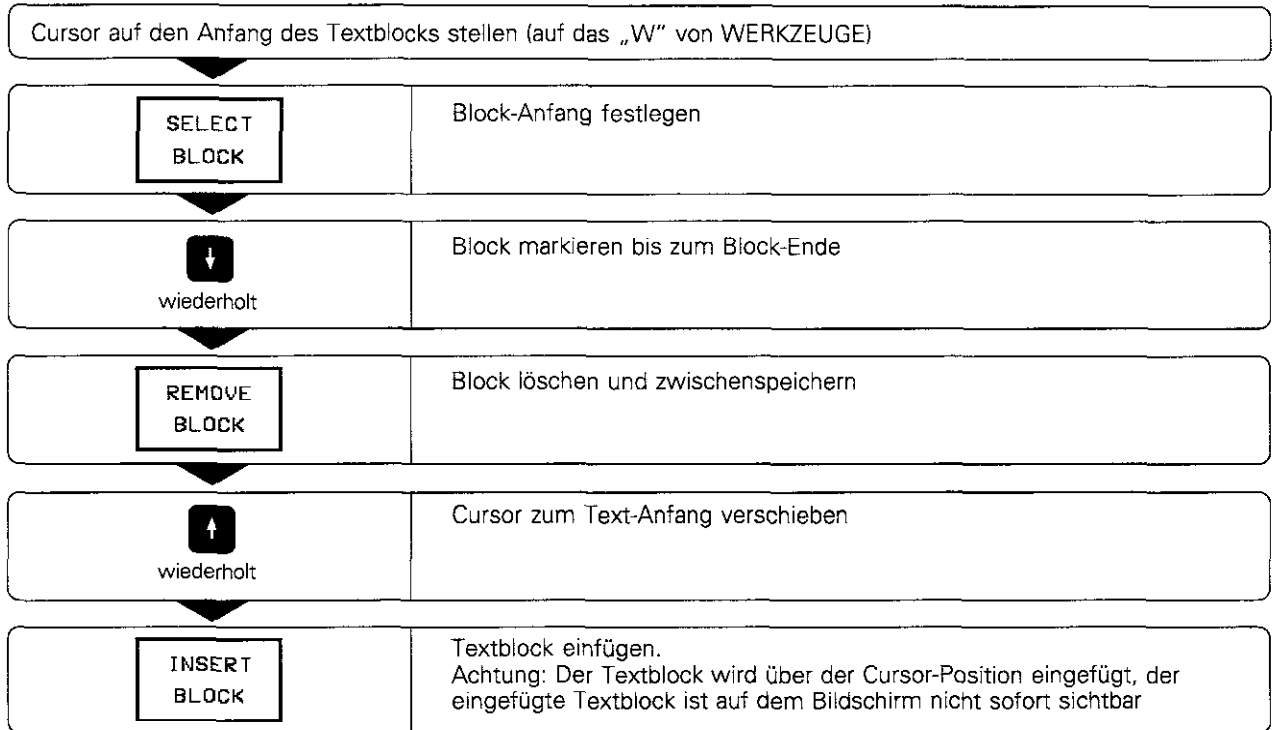 Cursor auf den Anfang des Textblocks stellen (auf das „W” von WERKZEUGE)
SELECT
BLOCK
Block-Anfang festlegen
wiederholt
Block markieren bis zum Block-Ende
REMOVE
BLOCK
Block löschen und zwischenspeichern
wiederholt
Cursor zum Text-Anfang verschieben
INSERT
BLOCK
Textblock einfügen.
Achtung: Der Textblock wird über der Cursor-Position eingefügt, der
eingefügte Textblock ist auf dem Bildschirm nicht sofort sichtbar